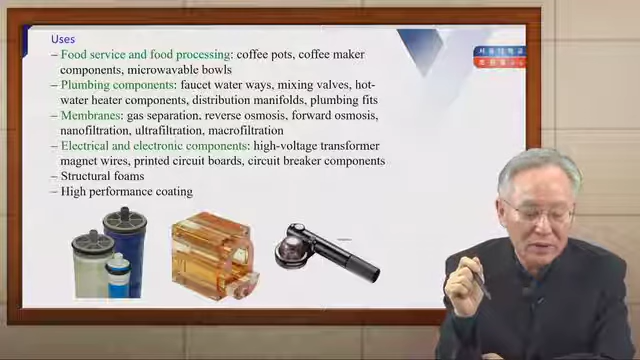 Uses
– Food service and food processing: coffee pots, coffee maker
components, microwavable bowls
– Plumbing components: faucet water ways, mixing valves, hot-
water heater components, distribution manifolds, plumbing fits
– Membranes: gas separation, reverse osmosis, forward osmosis,
nanofiltration, ultrafiltration, macrofiltration
– Electrical and electronic components: high-voltage transformer
magnet wires, printed circuit boards, circuit breaker components
– Structural foams
– High performance coating